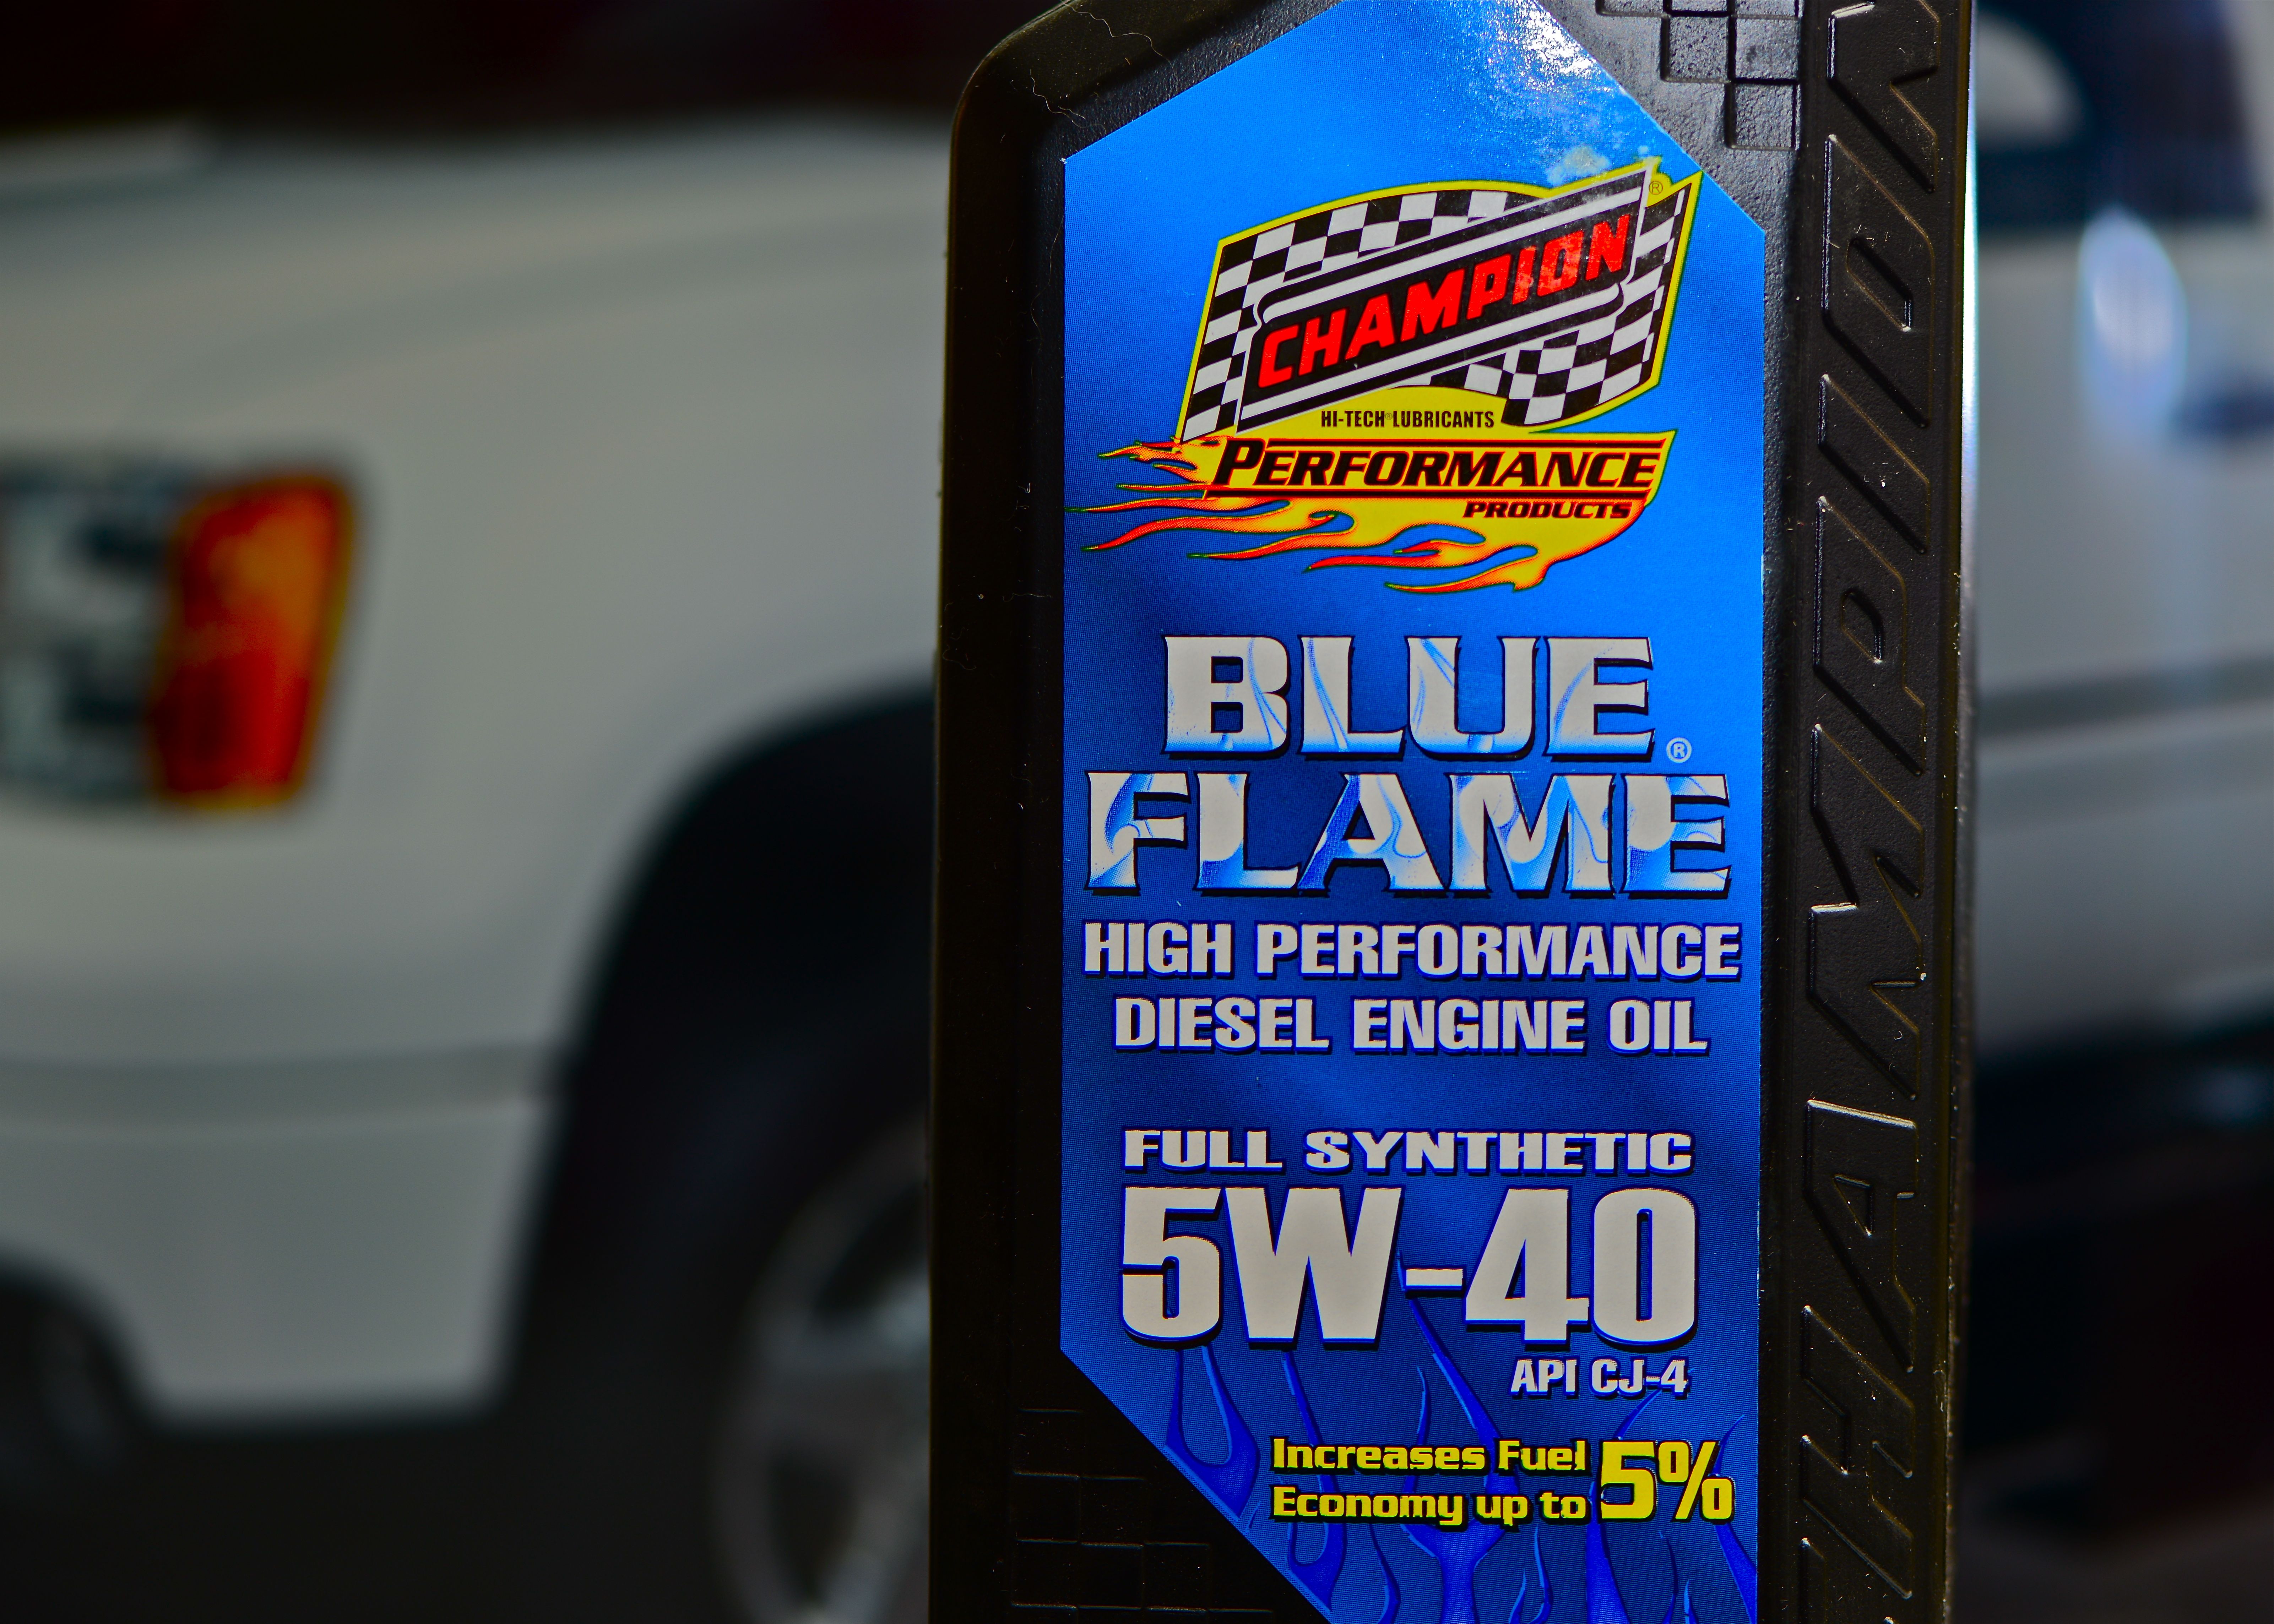 CHAMPION®
HI-TECH® LUBRICANTS
PERFORMANCE
PRODUCTS
BLUE
FLAME®
HIGH PERFORMANCE
DIESEL ENGINE OIL
FULL SYNTHETIC
5W-40
API CJ-4
Increases Fuel
Economy up to 5%
CHAMPION